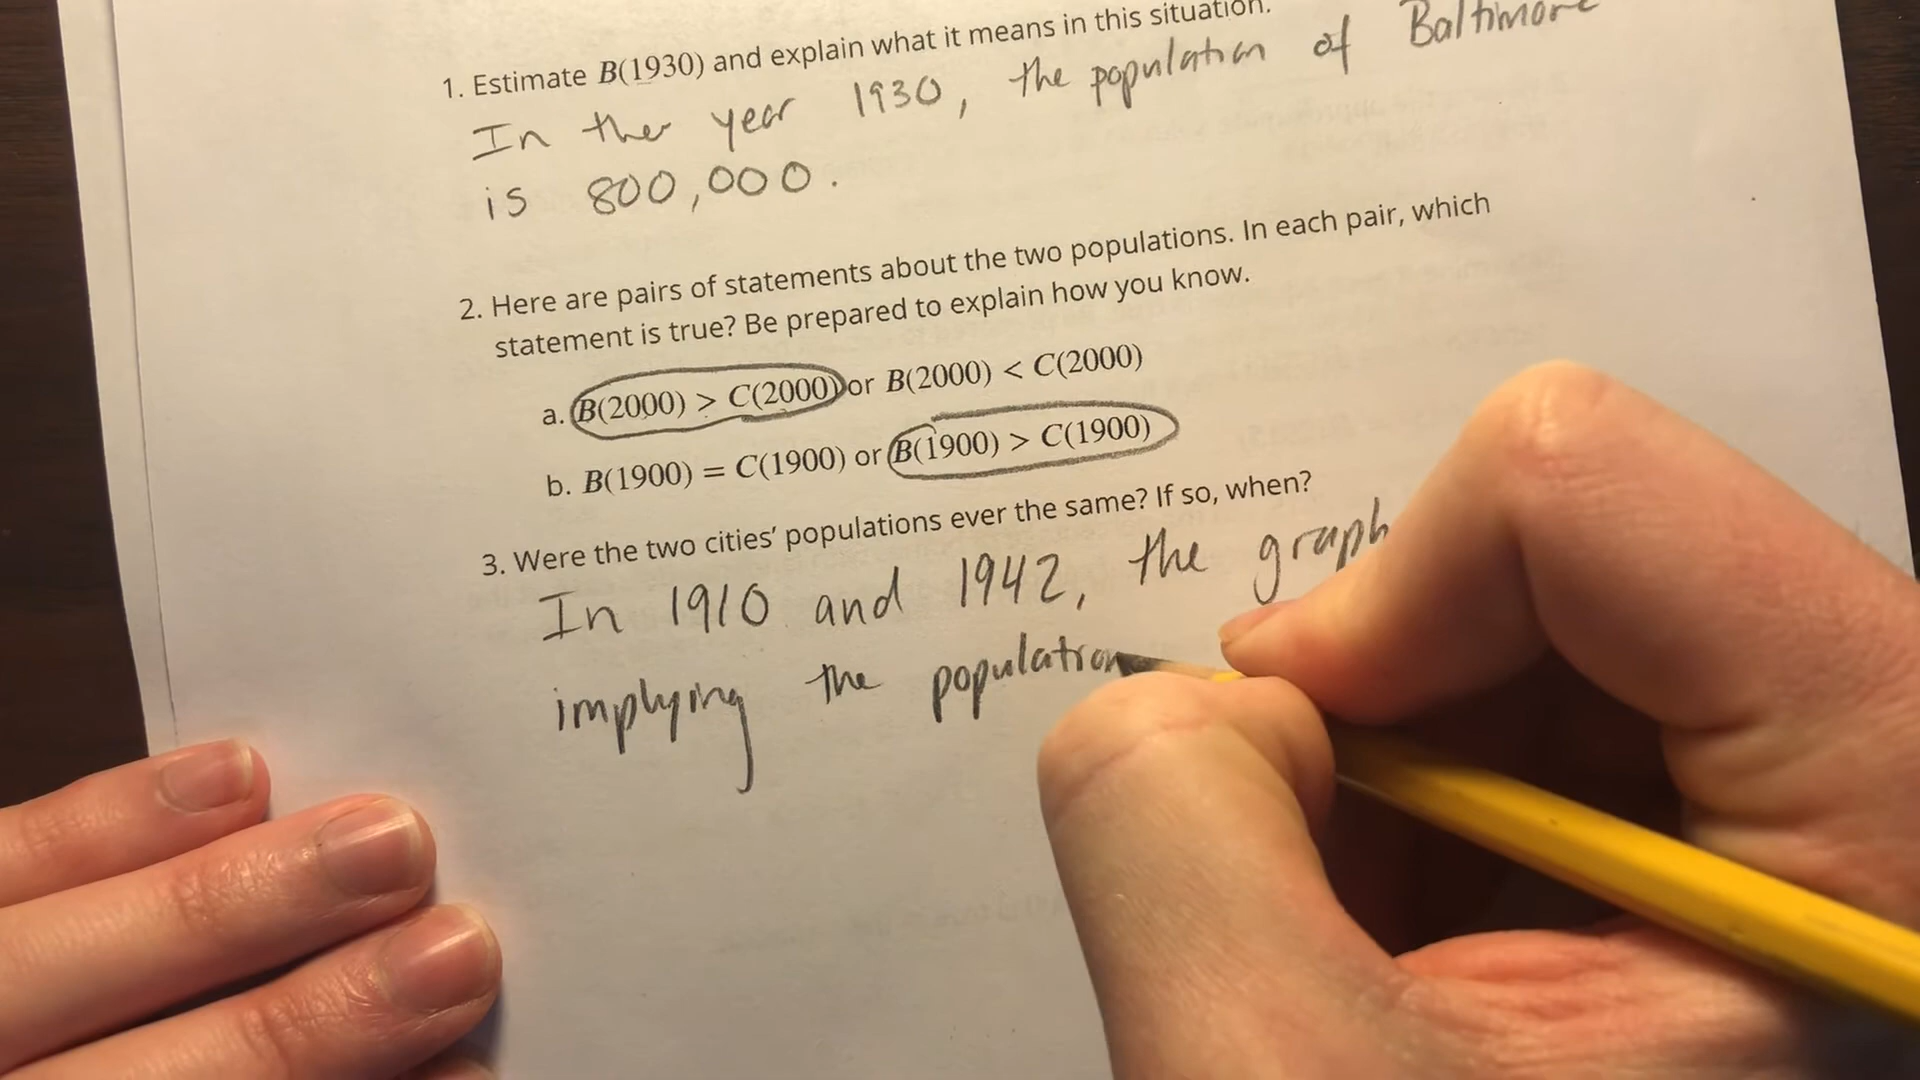 1. Estimate B(1930) and explain what it means in this situation.
In the year 1930, the population of Baltimore
is 800,000.
2. Here are pairs of statements about the two populations. In each pair, which
statement is true? Be prepared to explain how you know.
a. B(2000) > C(2000) or B(2000) < C(2000)
b. B(1900) = C(1900) or B(1900) > C(1900)
3. Were the two cities’ populations ever the same? If so, when?
In 1910 and 1942, the graph
implying the population